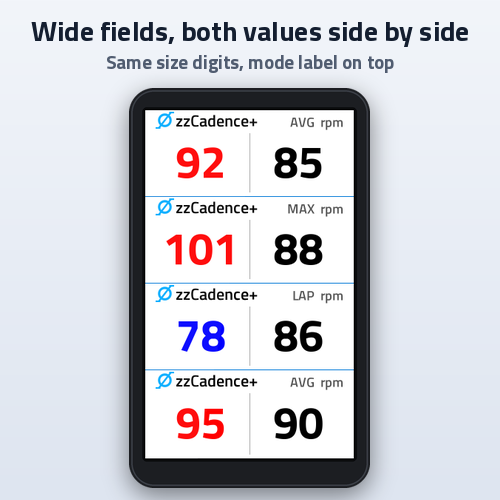 Wide fields, both values side by side
Same size digits, mode label on top
zzCadence+ AVG rpm
92 85
zzCadence+ MAX rpm
101 88
zzCadence+ LAP rpm
78 86
zzCadence+ AVG rpm
95 90